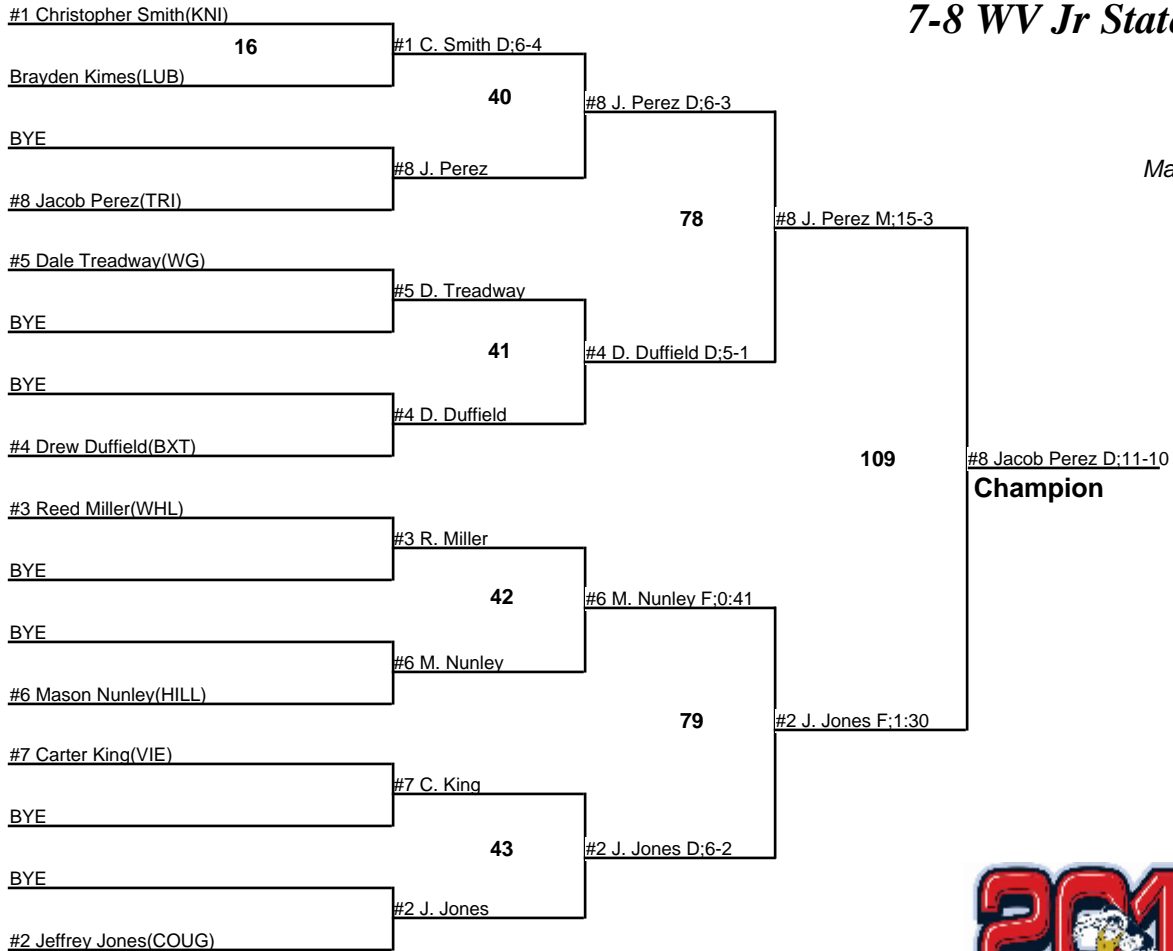 #1 Christopher Smith(KNI)
7-8 WV Jr State
16
#1 C. Smith D;6-4
Brayden Kimes(LUB)
40
#8 J. Perez D;6-3
BYE
#8 J. Perez
Ma
#8 Jacob Perez(TRI)
78
#8 J. Perez M;15-3
#5 Dale Treadway(WG)
#5 D. Treadway
BYE
41
#4 D. Duffield D;5-1
BYE
#4 D. Duffield
#4 Drew Duffield(BXT)
109
#8 Jacob Perez D;11-10
Champion
#3 Reed Miller(WHL)
#3 R. Miller
BYE
42
#6 M. Nunley F;0:41
BYE
#6 M. Nunley
#6 Mason Nunley(HILL)
79
#2 J. Jones F;1:30
#7 Carter King(VIE)
#7 C. King
BYE
43
#2 J. Jones D;6-2
BYE
#2 J. Jones
#2 Jeffrey Jones(COUG)
201